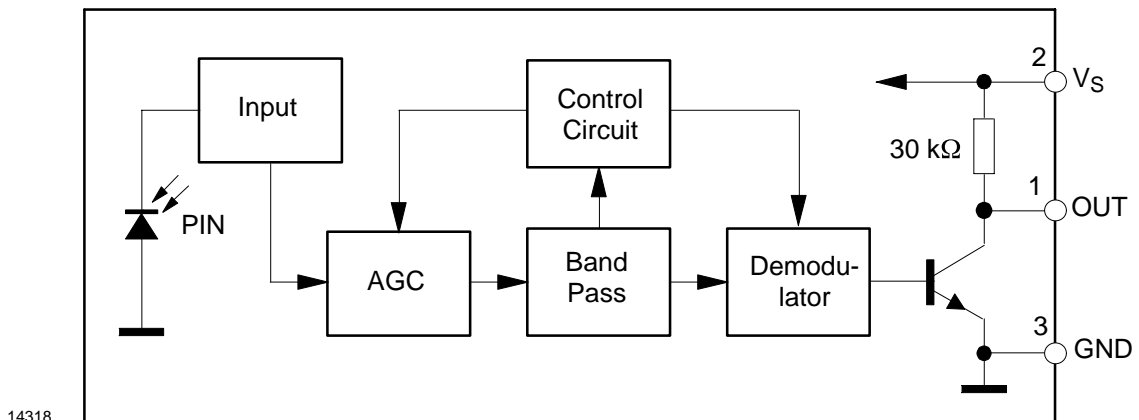 2
V_S
Input
Control
Circuit
30 kΩ
1
OUT
PIN
AGC
Band
Pass
Demodu-
lator
3
GND
14318